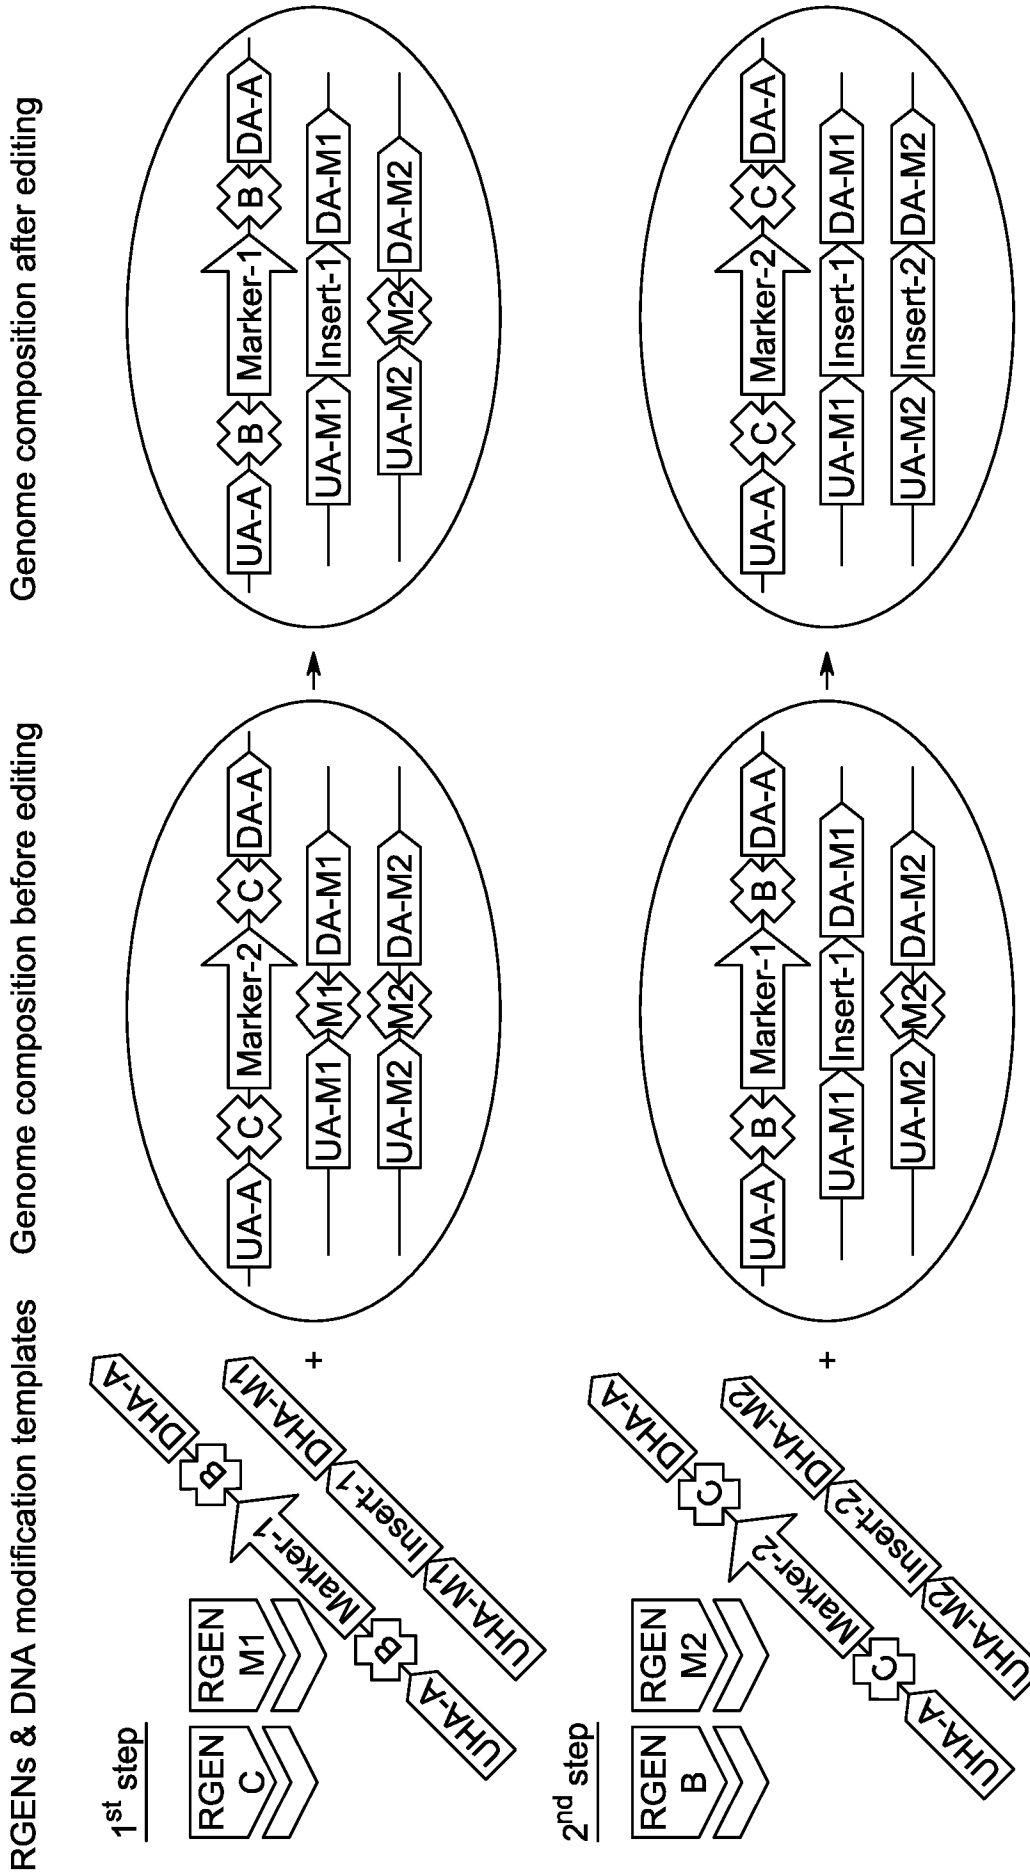 RGENs & DNA modification templates
Genome composition before editing
Genome composition after editing
1st step
RGEN
C
RGEN
M1
UHA-A
B
Marker-1
B
DHA-A
UHA-M1
Insert-1
DHA-M1
+
UA-A
C
Marker-2
C
DA-A
UA-M1
M1
DA-M1
UA-M2
M2
DA-M2
UA-A
B
Marker-1
B
DA-A
UA-M1
Insert-1
DA-M1
UA-M2
M2
DA-M2
2nd step
RGEN
B
RGEN
M2
UHA-A
C
Marker-2
C
DHA-A
UHA-M2
Insert-2
DHA-M2
+
UA-A
B
Marker-1
B
DA-A
UA-M1
Insert-1
DA-M1
UA-M2
M2
DA-M2
UA-A
C
Marker-2
C
DA-A
UA-M1
Insert-1
DA-M1
UA-M2
Insert-2
DA-M2